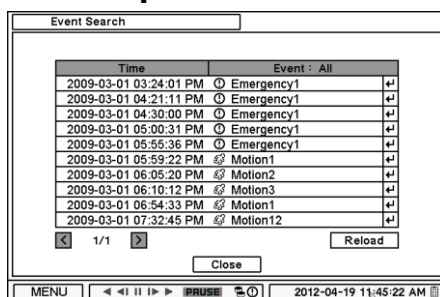 Event Search
Time Event : All
2009-03-01 03:24:01 PM Emergency1
2009-03-01 04:21:11 PM Emergency1
2009-03-01 04:30:00 PM Emergency1
2009-03-01 05:00:31 PM Emergency1
2009-03-01 05:55:36 PM Emergency1
2009-03-01 05:59:22 PM Motion1
2009-03-01 06:05:20 PM Motion2
2009-03-01 06:10:12 PM Motion3
2009-03-01 06:54:33 PM Motion1
2009-03-01 07:32:45 PM Motion12
1/1 Reload
Close
MENU PAUSE 2012-04-19 11:45:22 AM